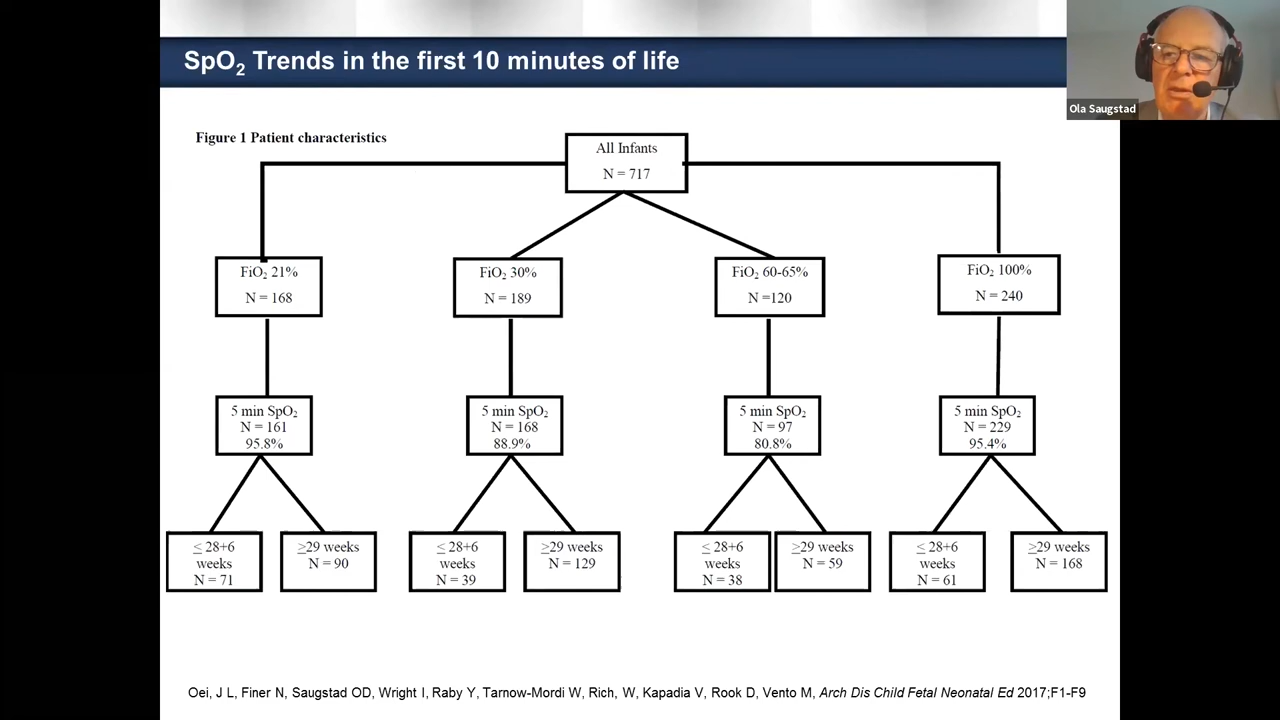 SpO₂ Trends in the first 10 minutes of life
Ola Saugstad
Figure 1 Patient characteristics
All Infants
N = 717
FiO₂ 21%
N = 168
FiO₂ 30%
N = 189
FiO₂ 60-65%
N =120
FiO₂ 100%
N = 240
5 min SpO₂
N = 161
95.8%
5 min SpO₂
N = 168
88.9%
5 min SpO₂
N = 97
80.8%
5 min SpO₂
N = 229
95.4%
≤ 28+6
weeks
N = 71
≥29 weeks
N = 90
≤ 28+6
weeks
N = 39
≥29 weeks
N = 129
≤ 28+6
weeks
N = 38
≥29 weeks
N = 59
≤ 28+6
weeks
N = 61
≥29 weeks
N = 168
Oei, J L, Finer N, Saugstad OD, Wright I, Raby Y, Tarnow-Mordi W, Rich, W, Kapadia V, Rook D, Vento M, Arch Dis Child Fetal Neonatal Ed 2017;F1-F9